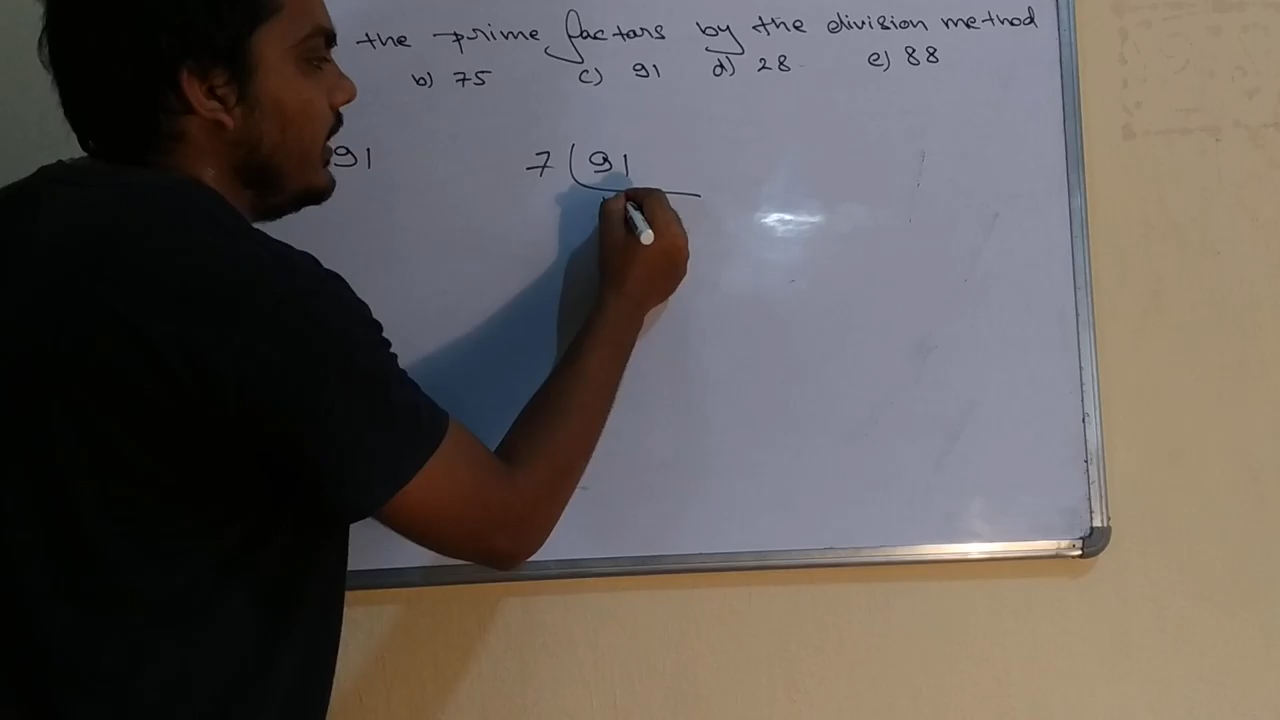 the prime factors by the division method
b) 75 c) 91 d) 28 e) 88
91 7 ( 91